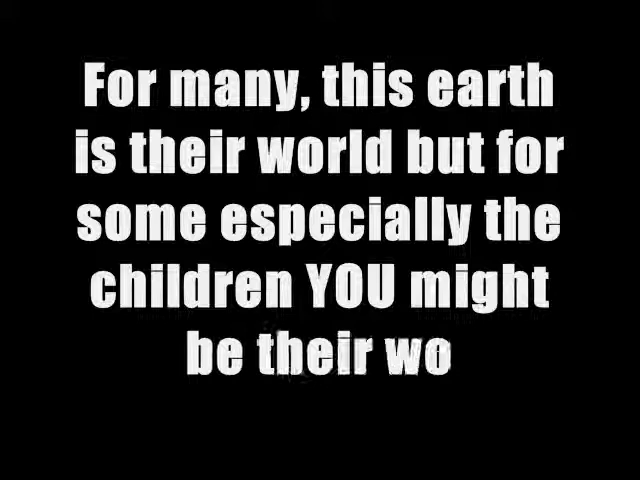 For many, this earth
is their world but for
some especially the
children YOU might
be their wo